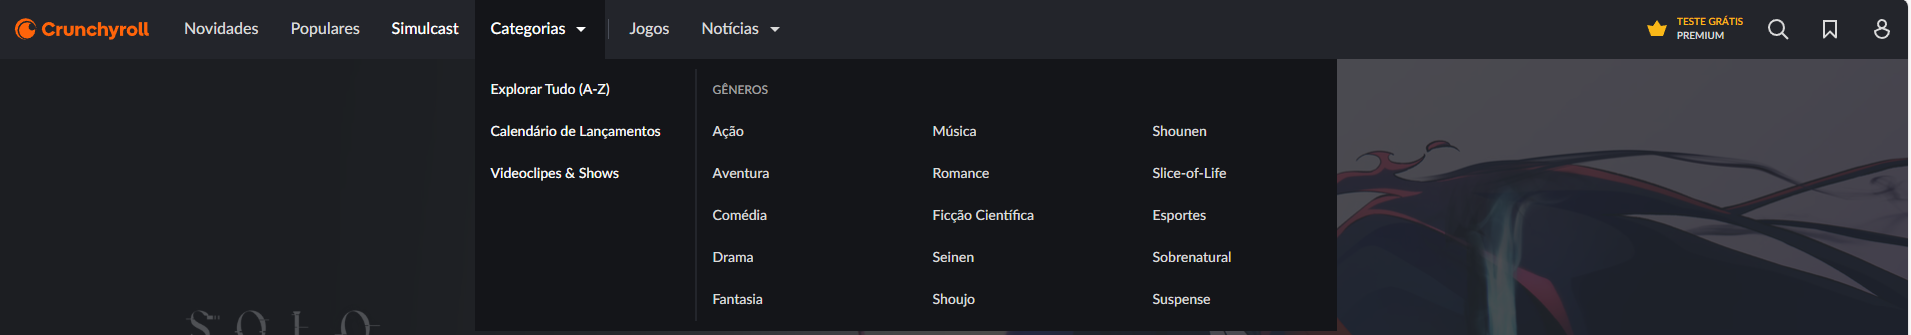 Crunchyroll Novidades Populares Simulcast Categorias Jogos Notícias TESTE GRÁTIS
PREMIUM
Explorar Tudo (A-Z)
Calendário de Lançamentos
Videoclipes & Shows
GÊNEROS
Ação Música Shounen
Aventura Romance Slice-of-Life
Comédia Ficção Científica Esportes
Drama Seinen Sobrenatural
Fantasia Shoujo Suspense
SOLO